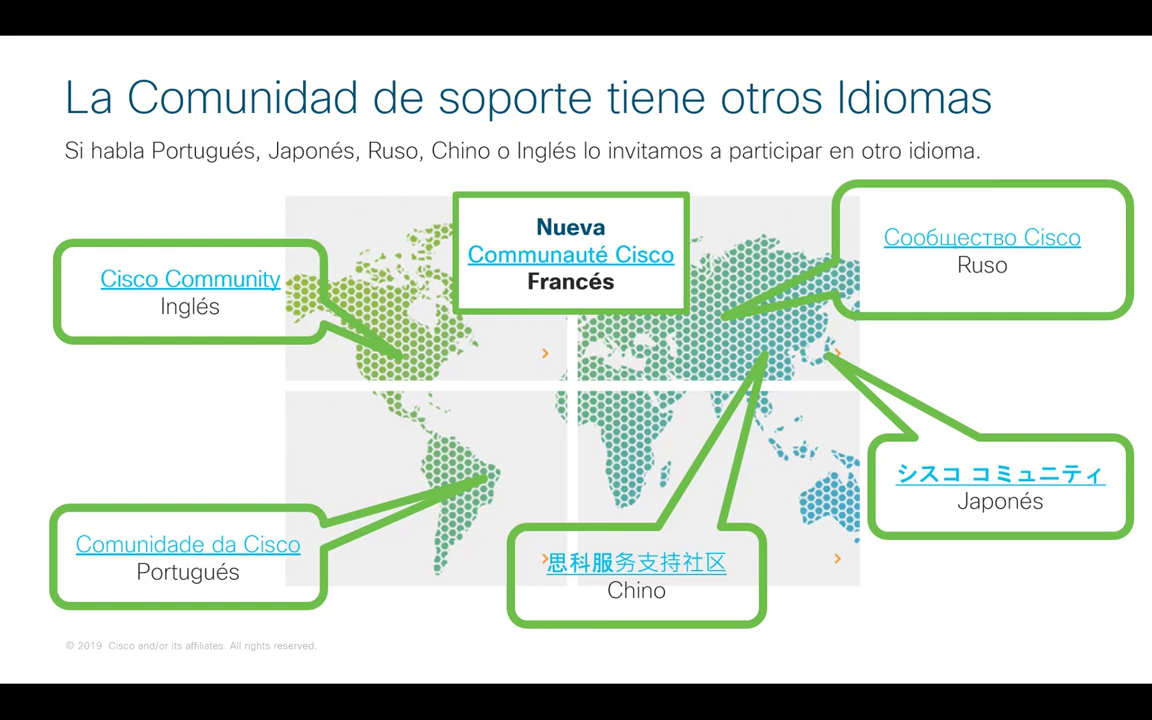 La Comunidad de soporte tiene otros Idiomas
Si habla Portugués, Japonés, Ruso, Chino o Inglés lo invitamos a participar en otro idioma.
Nueva
Communauté Cisco
Francés
Сообщество Cisco
Ruso
Cisco Community
Inglés
シスコ コミュニティ
Japonés
Comunidade da Cisco
Portugués
思科服务支持社区
Chino
© 2019 Cisco and/or its affiliates. All rights reserved.